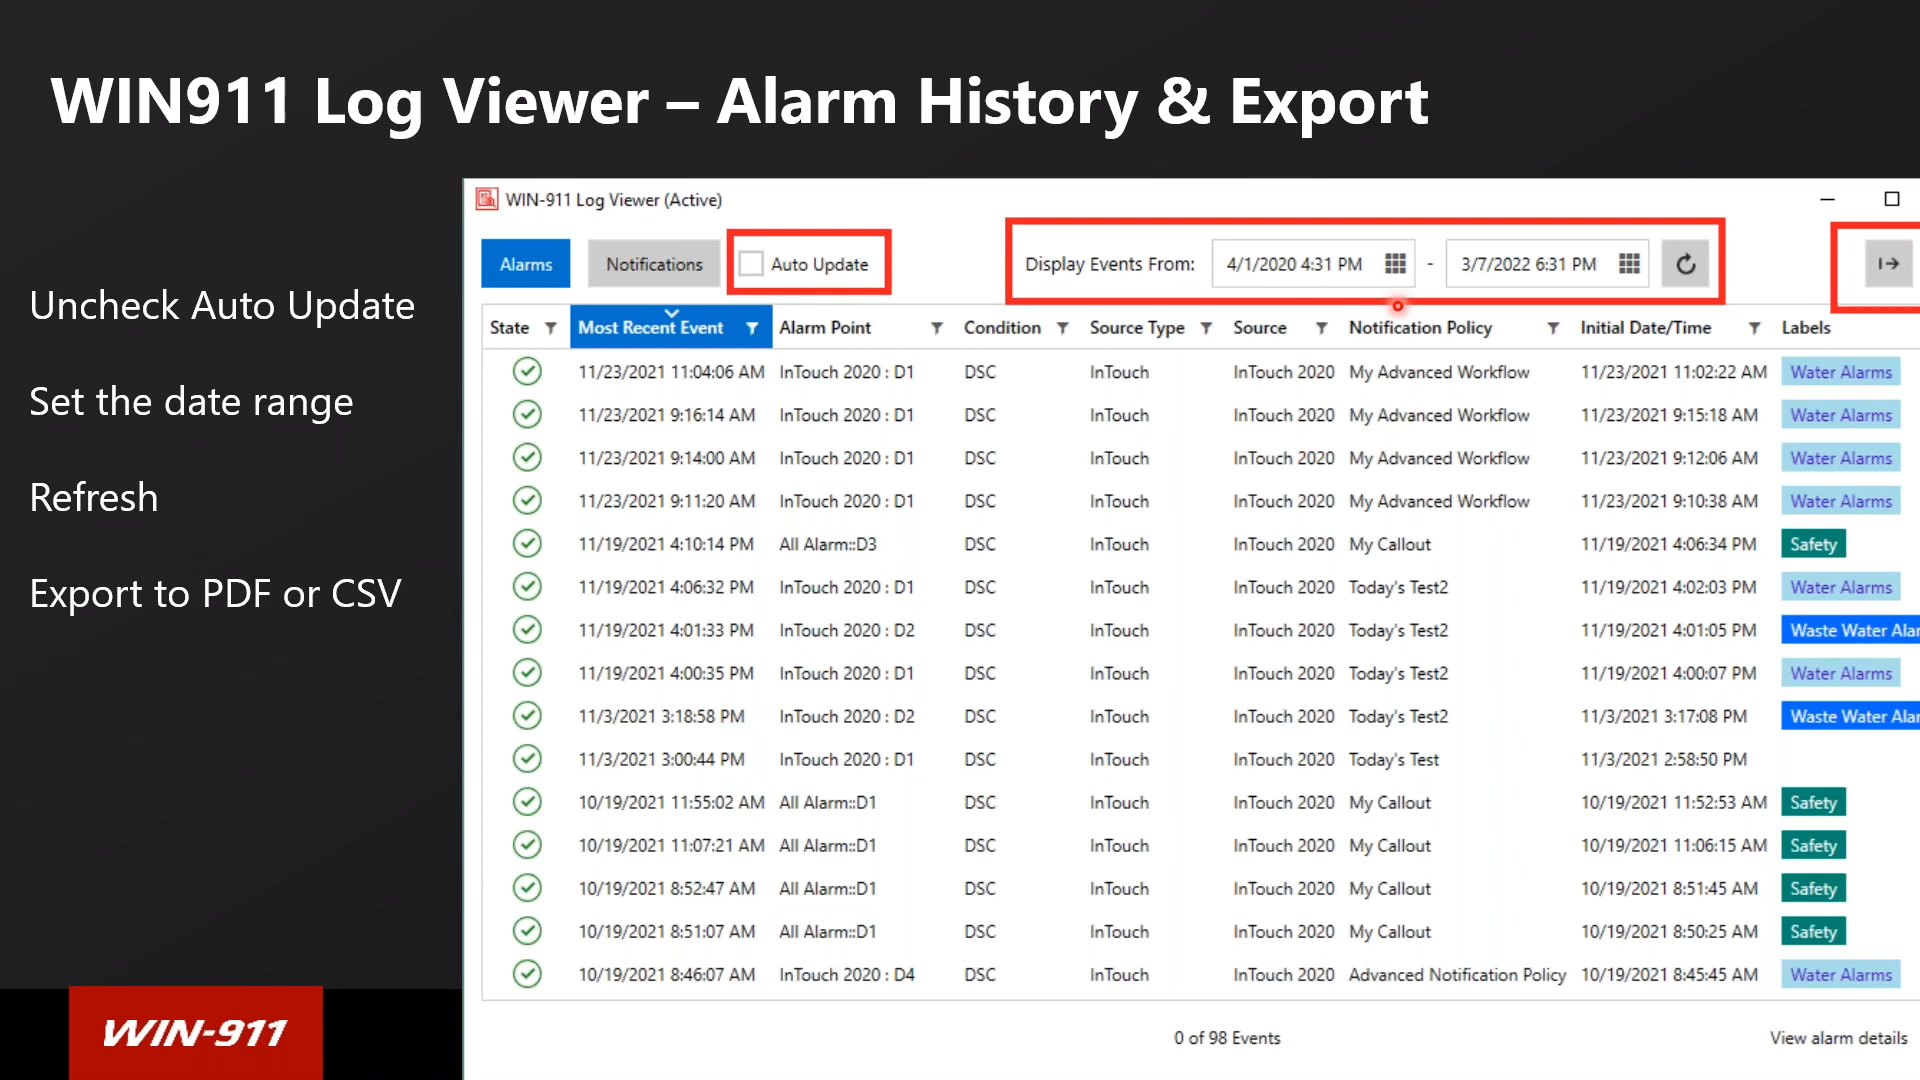 WIN911 Log Viewer – Alarm History & Export
Uncheck Auto Update
Set the date range
Refresh
Export to PDF or CSV
WIN-911
WIN-911 Log Viewer (Active)
Alarms Notifications Auto Update Display Events From: 4/1/2020 4:31 PM - 3/7/2022 6:31 PM
State Most Recent Event Alarm Point Condition Source Type Source Notification Policy Initial Date/Time Labels
11/23/2021 11:04:06 AM InTouch 2020 : D1 DSC InTouch InTouch 2020 My Advanced Workflow 11/23/2021 11:02:22 AM Water Alarms
11/23/2021 9:16:14 AM InTouch 2020 : D1 DSC InTouch InTouch 2020 My Advanced Workflow 11/23/2021 9:15:18 AM Water Alarms
11/23/2021 9:14:00 AM InTouch 2020 : D1 DSC InTouch InTouch 2020 My Advanced Workflow 11/23/2021 9:12:06 AM Water Alarms
11/23/2021 9:11:20 AM InTouch 2020 : D1 DSC InTouch InTouch 2020 My Advanced Workflow 11/23/2021 9:10:38 AM Water Alarms
11/19/2021 4:10:14 PM All Alarm::D3 DSC InTouch InTouch 2020 My Callout 11/19/2021 4:06:34 PM Safety
11/19/2021 4:06:32 PM InTouch 2020 : D1 DSC InTouch InTouch 2020 Today's Test2 11/19/2021 4:02:03 PM Water Alarms
11/19/2021 4:01:33 PM InTouch 2020 : D2 DSC InTouch InTouch 2020 Today's Test2 11/19/2021 4:01:05 PM Waste Water Alar
11/19/2021 4:00:35 PM InTouch 2020 : D1 DSC InTouch InTouch 2020 Today's Test2 11/19/2021 4:00:07 PM Water Alarms
11/3/2021 3:18:58 PM InTouch 2020 : D2 DSC InTouch InTouch 2020 Today's Test2 11/3/2021 3:17:08 PM Waste Water Alar
11/3/2021 3:00:44 PM InTouch 2020 : D1 DSC InTouch InTouch 2020 Today's Test 11/3/2021 2:58:50 PM
10/19/2021 11:55:02 AM All Alarm::D1 DSC InTouch InTouch 2020 My Callout 10/19/2021 11:52:53 AM Safety
10/19/2021 11:07:21 AM All Alarm::D1 DSC InTouch InTouch 2020 My Callout 10/19/2021 11:06:15 AM Safety
10/19/2021 8:52:47 AM All Alarm::D1 DSC InTouch InTouch 2020 My Callout 10/19/2021 8:51:45 AM Safety
10/19/2021 8:51:07 AM All Alarm::D1 DSC InTouch InTouch 2020 My Callout 10/19/2021 8:50:25 AM Safety
10/19/2021 8:46:07 AM InTouch 2020 : D4 DSC InTouch InTouch 2020 Advanced Notification Policy 10/19/2021 8:45:45 AM Water Alarms
0 of 98 Events
View alarm details